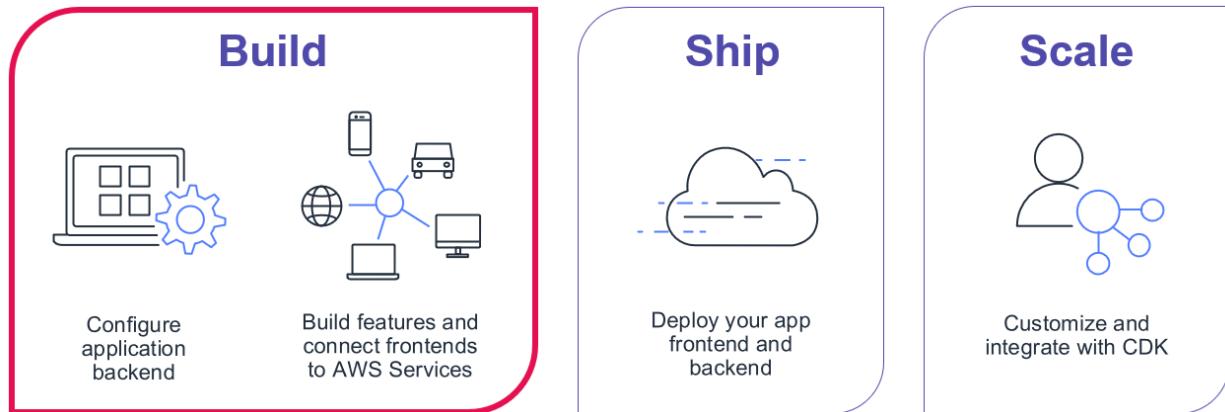 Build
Configure
application
backend
Build features and
connect frontends
to AWS Services
Ship
Deploy your app
frontend and
backend
Scale
Customize and
integrate with CDK